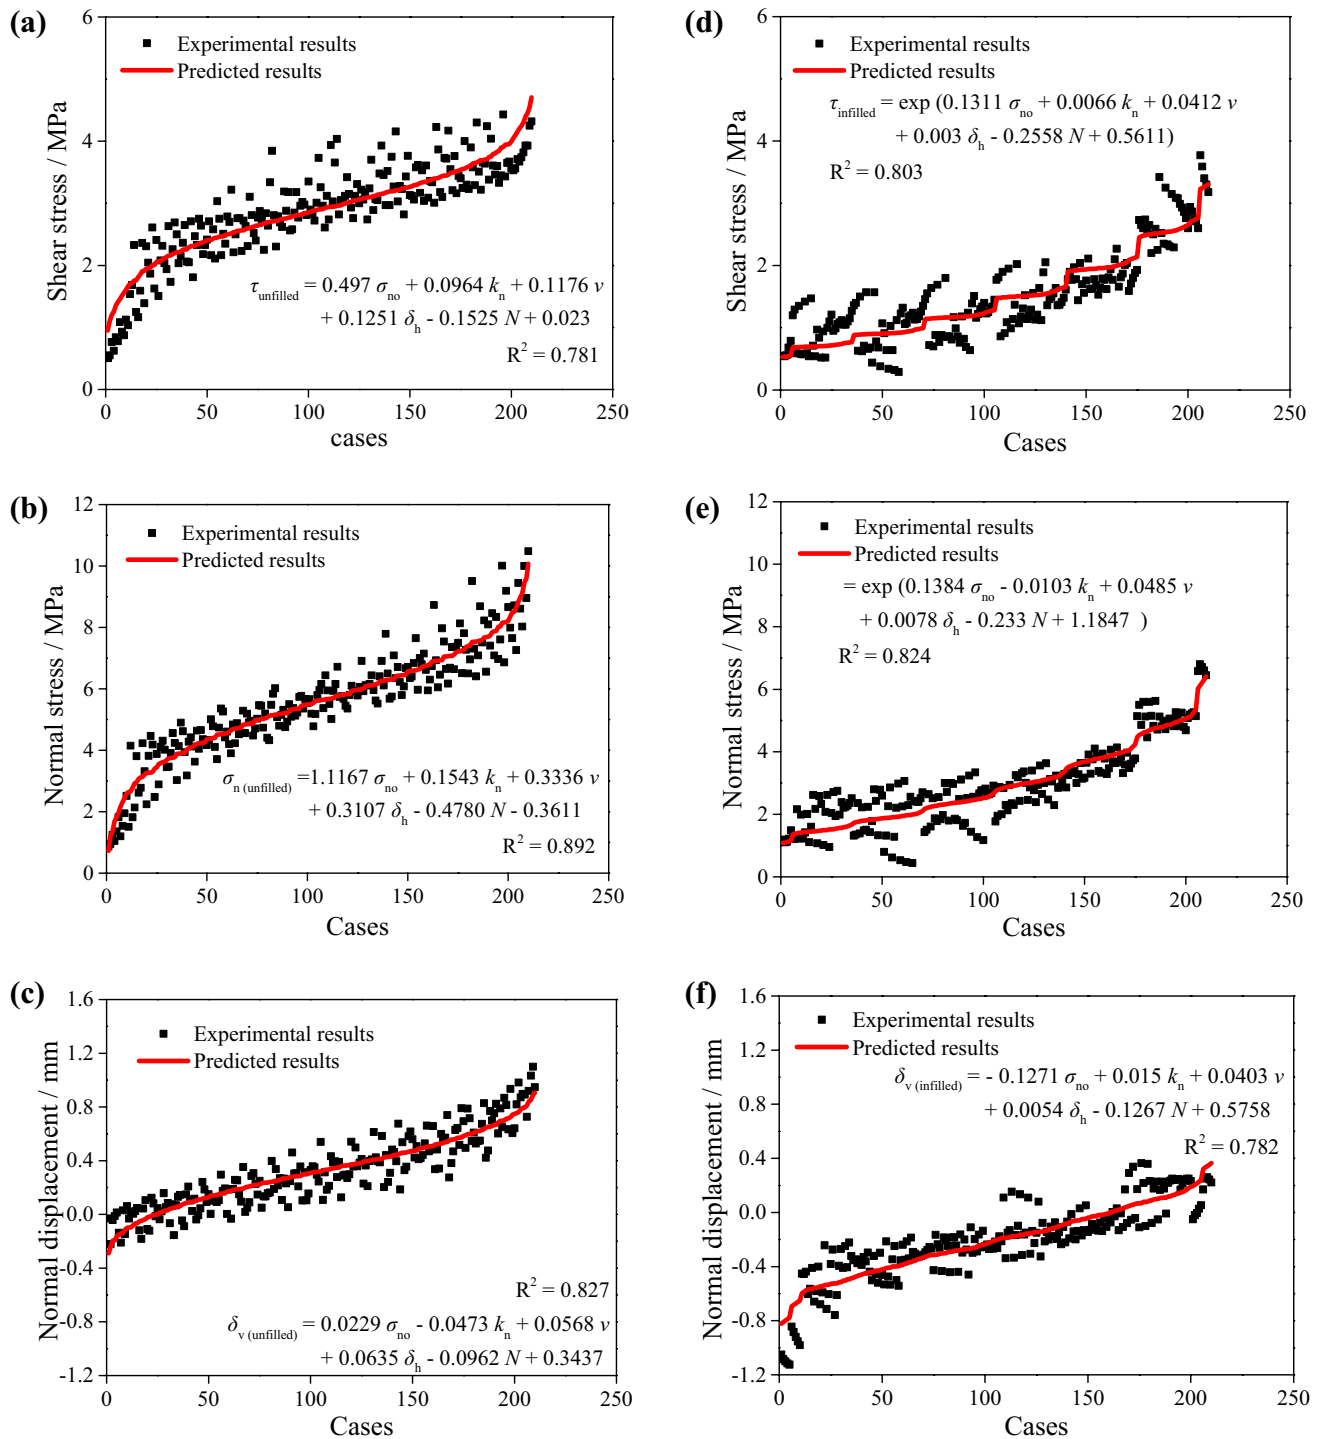 (a)
6
4
2
0
Shear stress / MPa
Experimental results
Predicted results
τunfilled = 0.497 σno + 0.0964 kn + 0.1176 v
+ 0.1251 δh - 0.1525 N + 0.023
R2 = 0.781
0 50 100 150 200 250
cases
(d)
6
4
2
0
Shear stress / MPa
Experimental results
Predicted results
τinfilled = exp (0.1311 σno + 0.0066 kn + 0.0412 v
+ 0.003 δh - 0.2558 N + 0.5611)
R2 = 0.803
0 50 100 150 200 250
Cases
(b)
12
10
8
6
4
2
0
Normal stress / MPa
Experimental results
Predicted results
σn (unfilled) =1.1167 σno + 0.1543 kn + 0.3336 v
+ 0.3107 δh - 0.4780 N - 0.3611
R2 = 0.892
0 50 100 150 200 250
Cases
(e)
12
10
8
6
4
2
0
Normal stress / MPa
Experimental results
Predicted results
= exp (0.1384 σno - 0.0103 kn + 0.0485 v
+ 0.0078 δh - 0.233 N + 1.1847 )
R2 = 0.824
0 50 100 150 200 250
Cases
(c)
1.6
1.2
0.8
0.4
0.0
-0.4
-0.8
-1.2
Normal displacement / mm
Experimental results
Predicted results
R2 = 0.827
δv (unfilled) = 0.0229 σno - 0.0473 kn + 0.0568 v
+ 0.0635 δh - 0.0962 N + 0.3437
0 50 100 150 200 250
Cases
(f)
1.6
1.2
0.8
0.4
0.0
-0.4
-0.8
-1.2
Normal displacement / mm
Experimental results
Predicted results
δv (infilled) = - 0.1271 σno + 0.015 kn + 0.0403 v
+ 0.0054 δh - 0.1267 N + 0.5758
R2 = 0.782
0 50 100 150 200 250
Cases